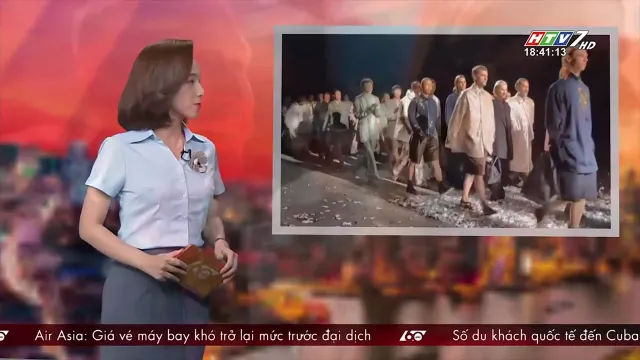 HTV7 HD
18:41:13
Air Asia: Giá vé máy bay khó trở lại mức trước đại dịch
60
Số du khách quốc tế đến Cuba